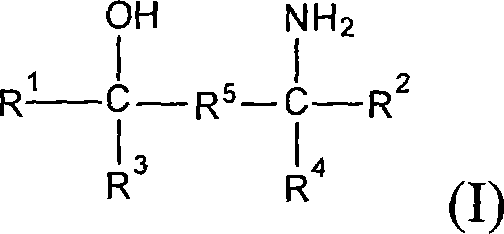 OH NH₂
R¹ C R⁵ C R²
R³ R⁴
(I)